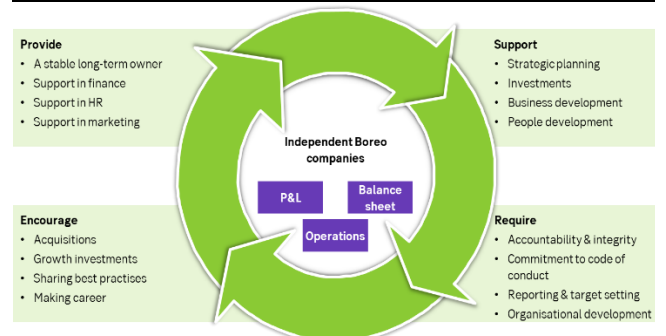 Provide
• A stable long-term owner
• Support in finance
• Support in HR
• Support in marketing
Support
• Strategic planning
• Investments
• Business development
• People development
Independent Boreo
companies
P&L
Balance
sheet
Operations
Encourage
• Acquisitions
• Growth investments
• Sharing best practises
• Making career
Require
• Accountability & integrity
• Commitment to code of
conduct
• Reporting & target setting
• Organisational development